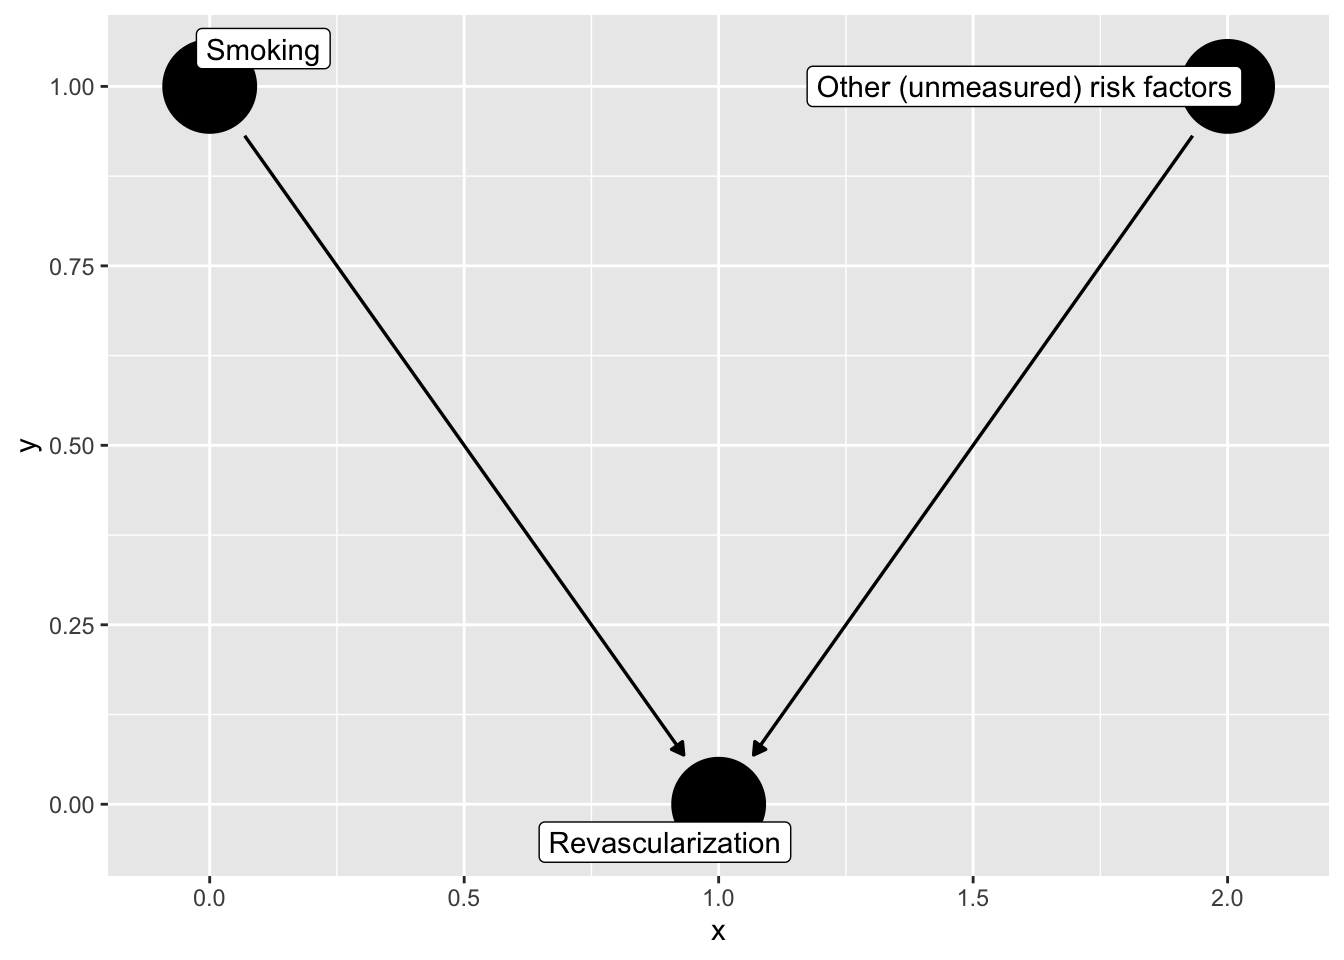 Smoking
Other (unmeasured) risk factors
1.00
0.75
0.50
y
0.25
0.00
Revascularization
0.0
0.5
1.0
1.5
2.0
x